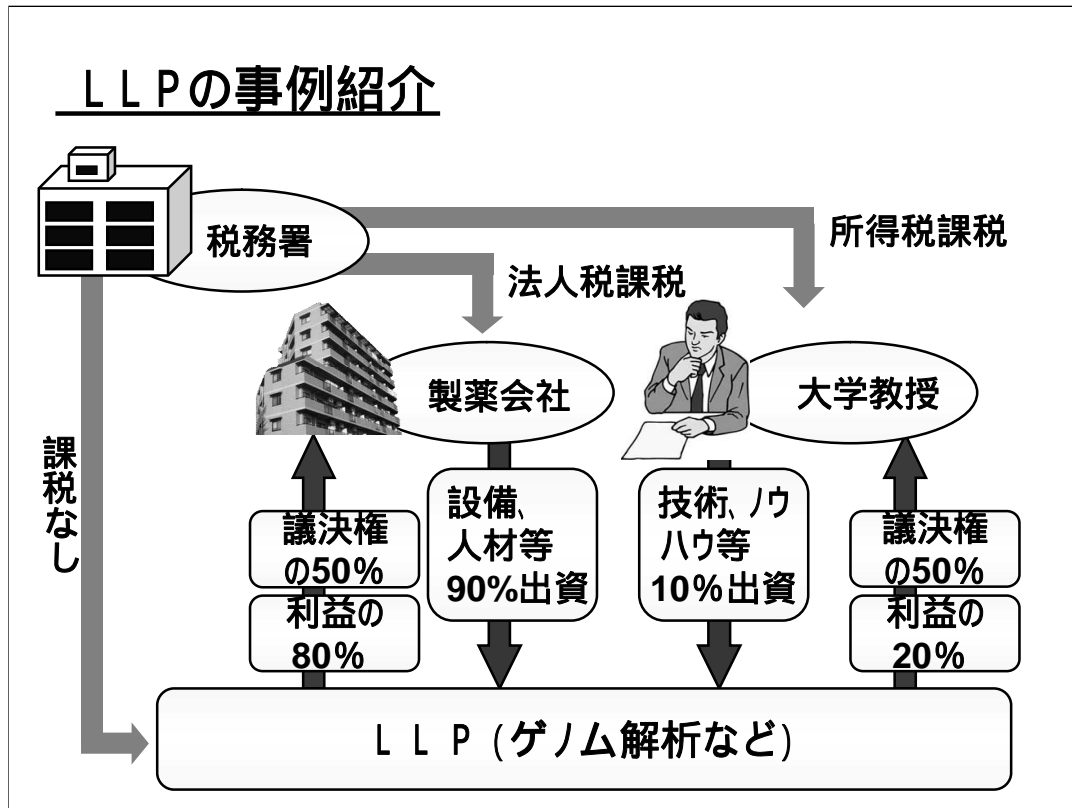 ＬＬＰの事例紹介
税務署
所得税課税
法人税課税
製薬会社
大学教授
課税なし
議決権
の50%
利益の
80%
設備、
人材等
90%出資
技術、ノウ
ハウ等
10%出資
議決権
の50%
利益の
20%
ＬＬＰ(ゲノム解析など)